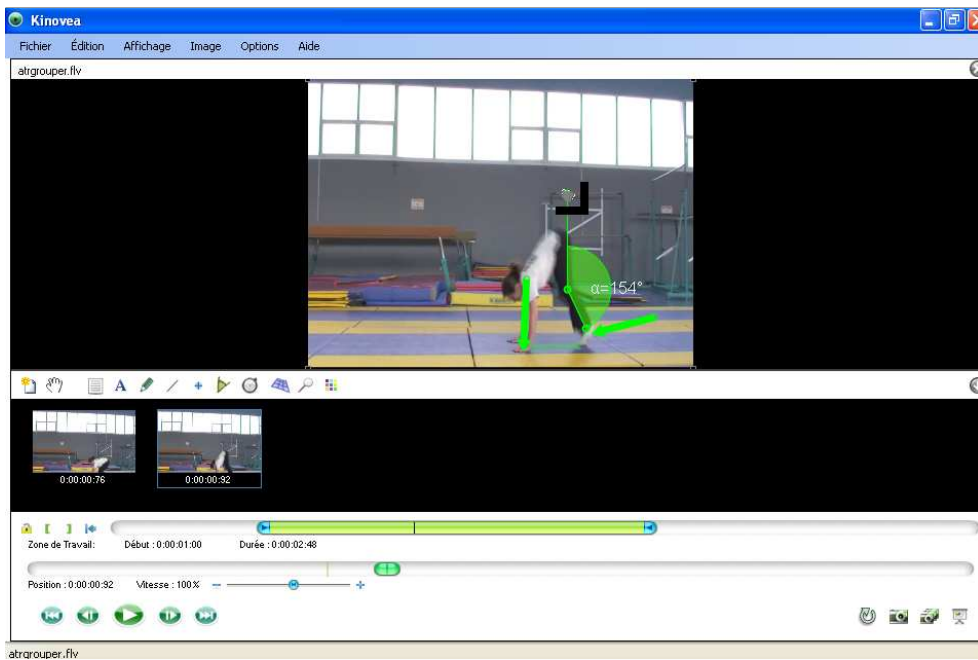 Kinovea
Fichier Édition Affichage Image Options Aide
atrgrouper.flv
α=154°
A
0:00:00:76 0:00:00:92
Zone de Travail: Début : 0:00:01:00 Durée : 0:00:02:48
Position : 0:00:00:92 Vitesse : 100%
atrgrouper.flv